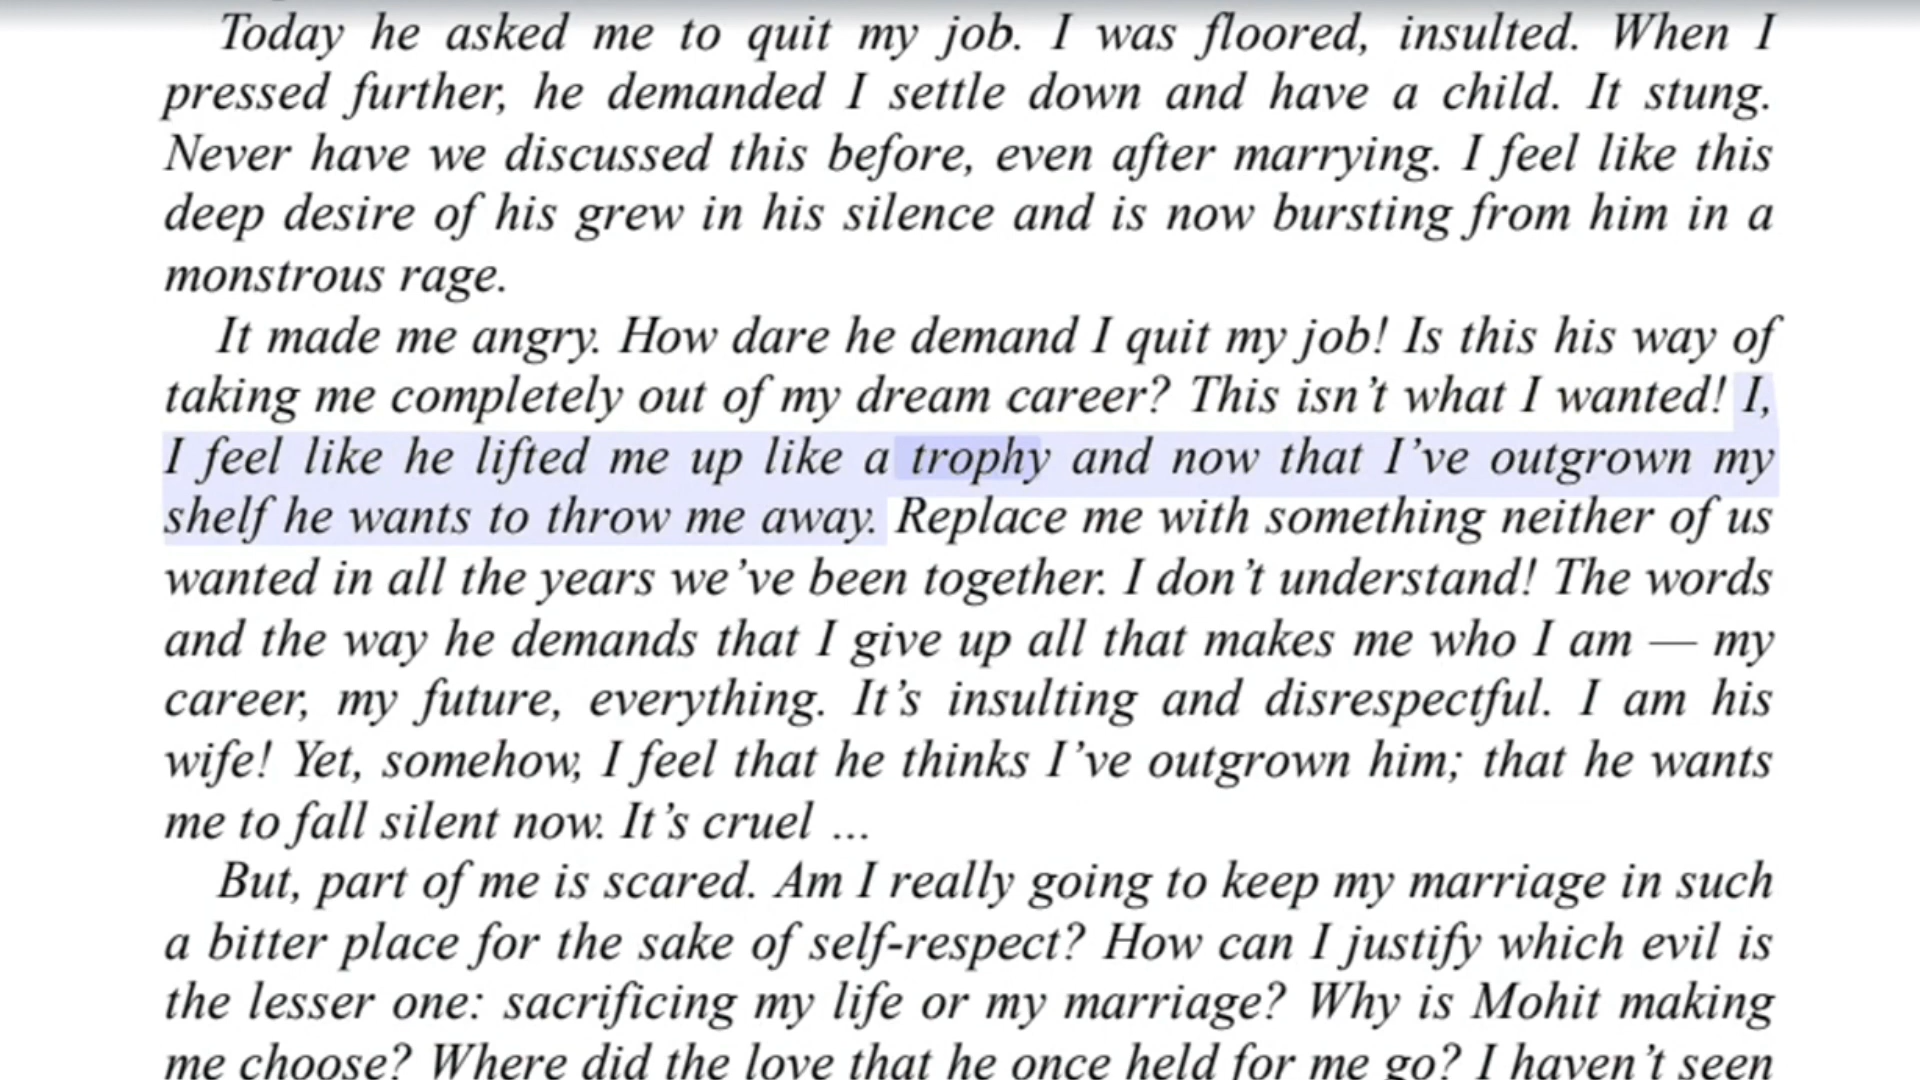 Today he asked me to quit my job. I was floored, insulted. When I
pressed further, he demanded I settle down and have a child. It stung.
Never have we discussed this before, even after marrying. I feel like this
deep desire of his grew in his silence and is now bursting from him in a
monstrous rage.
It made me angry. How dare he demand I quit my job! Is this his way of
taking me completely out of my dream career? This isn’t what I wanted! I,
I feel like he lifted me up like a trophy and now that I’ve outgrown my
shelf he wants to throw me away. Replace me with something neither of us
wanted in all the years we’ve been together. I don’t understand! The words
and the way he demands that I give up all that makes me who I am — my
career, my future, everything. It’s insulting and disrespectful. I am his
wife! Yet, somehow, I feel that he thinks I’ve outgrown him; that he wants
me to fall silent now. It’s cruel ...
But, part of me is scared. Am I really going to keep my marriage in such
a bitter place for the sake of self-respect? How can I justify which evil is
the lesser one: sacrificing my life or my marriage? Why is Mohit making
me choose? Where did the love that he once held for me go? I haven’t seen